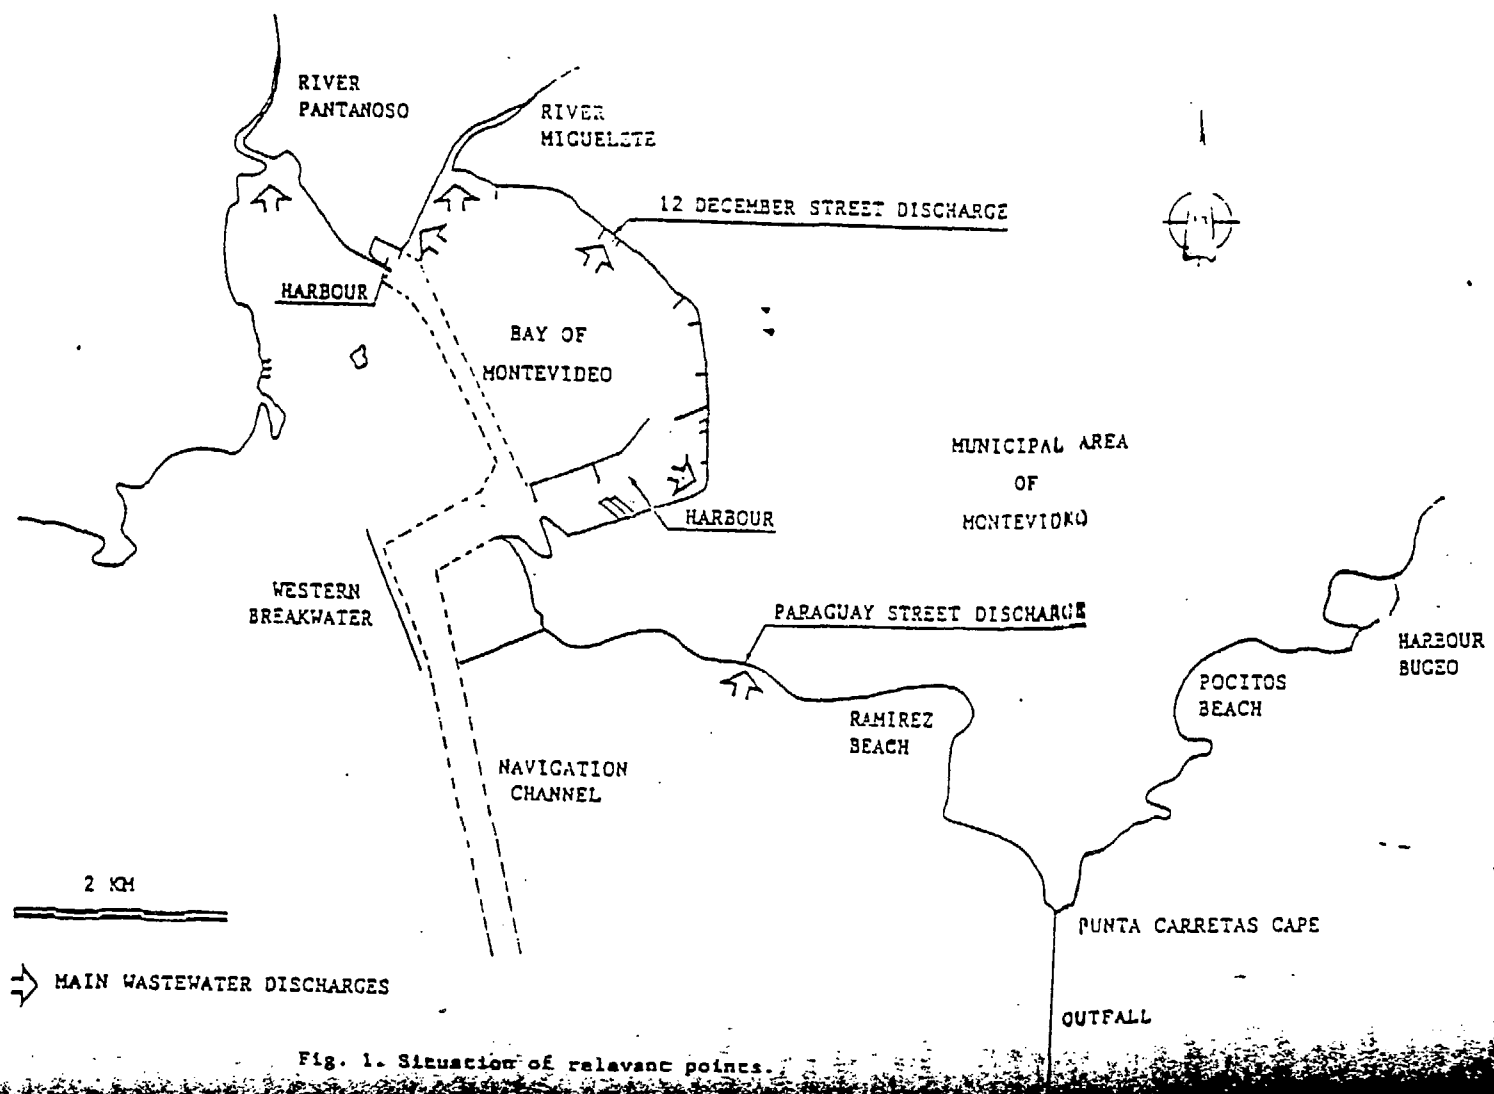 RIVER
PANTANOSO
RIVER
MIGUELETE
12 DECEMBER STREET DISCHARGE
HARBOUR
BAY OF
MONTEVIDEO
MUNICIPAL AREA
OF
MONTEVIDEO
HARBOUR
WESTERN
BREAKWATER
PARAGUAY STREET DISCHARGE
HARBOUR
BUCEO
POCITOS
BEACH
RAMIREZ
BEACH
NAVIGATION
CHANNEL
2 KM
PUNTA CARRETAS CAPE
MAIN WASTEWATER DISCHARGES
OUTFALL
Fig. 1. Situation of relavant points.